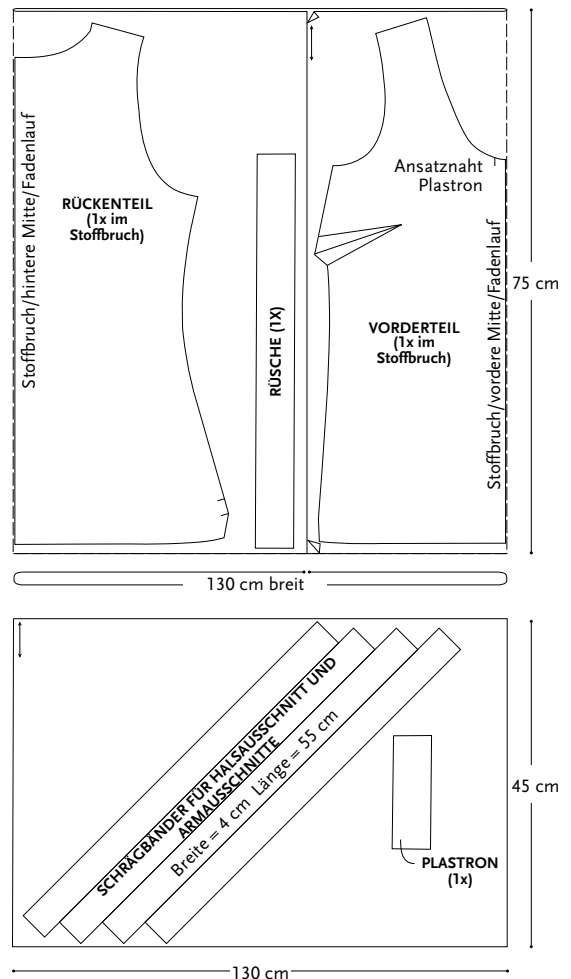 Stoffbruch/hintere Mitte/Fadenlauf
RÜCKENTEIL
(1x im
Stoffbruch)
RÜSCHE (1X)
Ansatznaht
Plastron
VORDERTEIL
(1x im
Stoffbruch)
Stoffbruch/vordere Mitte/Fadenlauf
75 cm
130 cm breit
SCHRÄGBÄNDER FÜR HALSAUSSCHNITT UND
ARMAUSSCHNITTE
Breite = 4 cm Länge = 55 cm
PLASTRON
(1x)
45 cm
130 cm